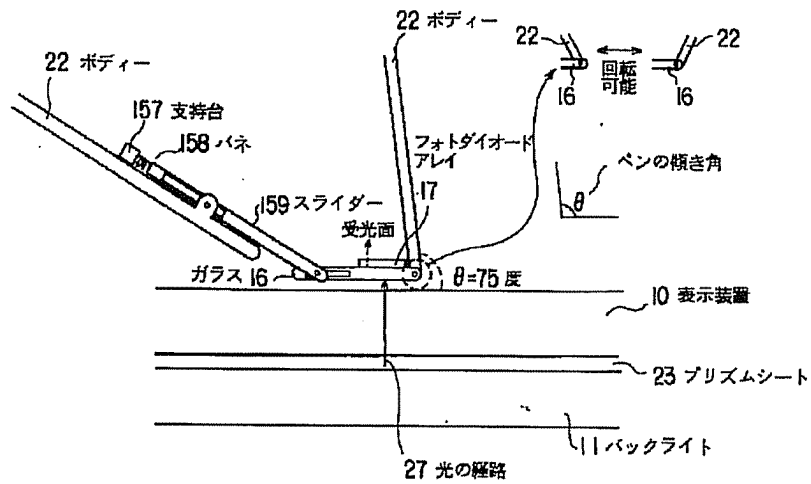 22 ボディー
22
22
回転
可能
16
16
22 ボディー
157 支持台
158 バネ
フォトダイオード
アレイ
ペンの傾き角
θ
159 スライダー
17
受光面
ガラス 16
θ=75 度
10 表示装置
23 プリズムシート
11 バックライト
27 光の経路